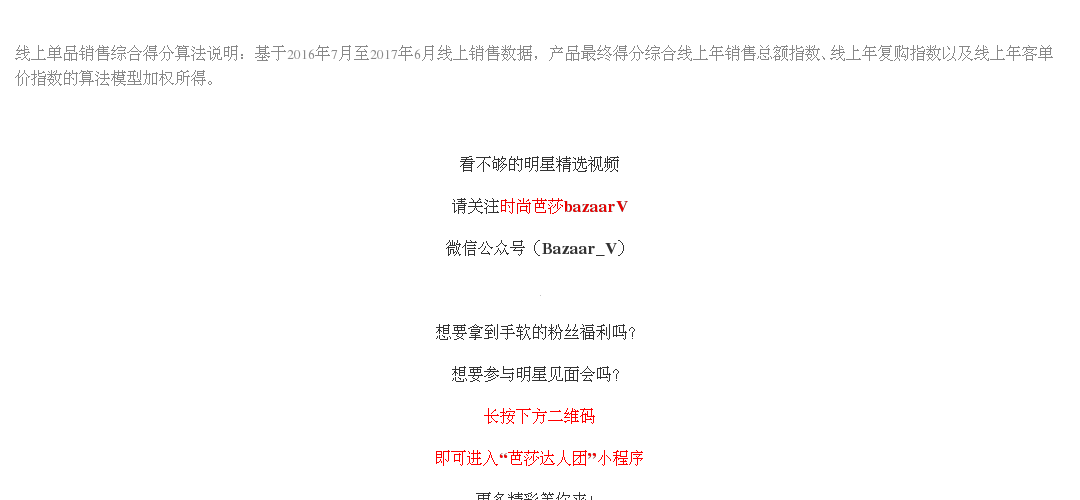 线上单品销售综合得分算法说明：基于2016年7月至2017年6月线上销售数据，产品最终得分综合线上年销售总额指数、线上年复购指数以及线上年客单
价指数的算法模型加权所得。
看不够的明星精选视频
请关注时尚芭莎bazaarV
微信公众号（Bazaar_V）
想要拿到手软的粉丝福利吗？
想要参与明星见面会吗？
长按下方二维码
即可进入“芭莎达人团”小程序
更多精彩等你来！